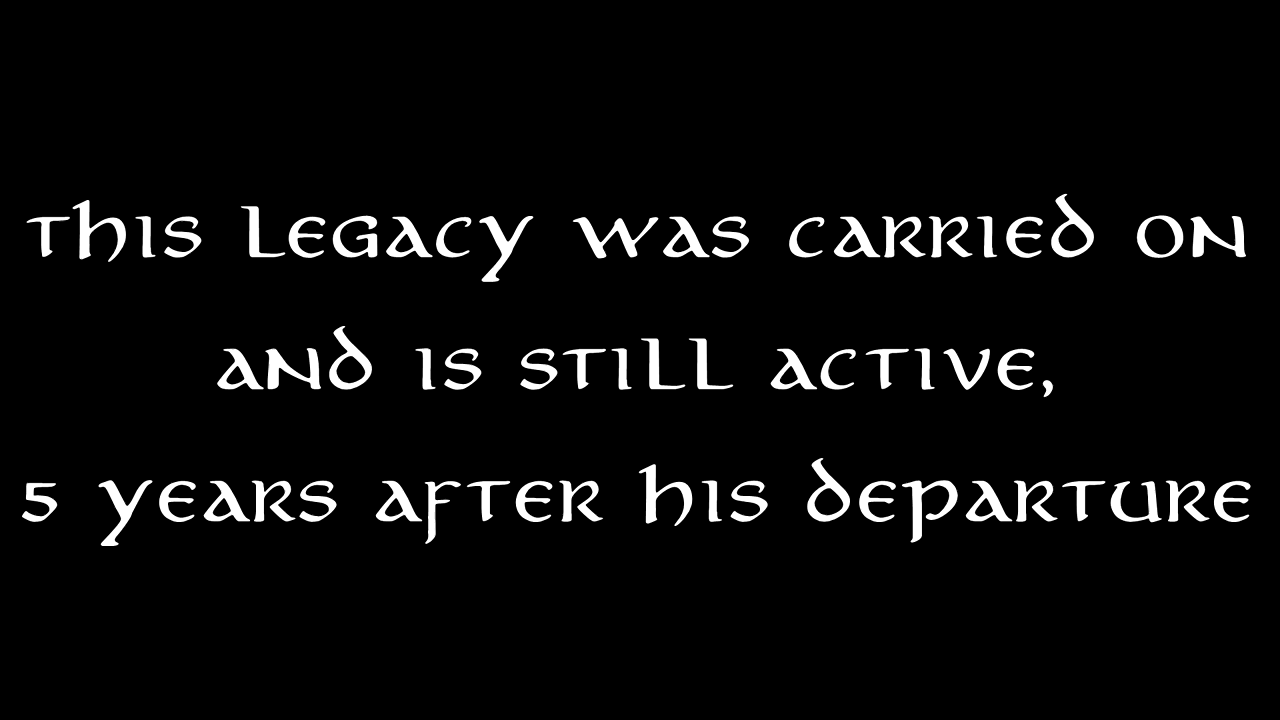 This Legacy was carried on
and is still active,
5 years after his departure